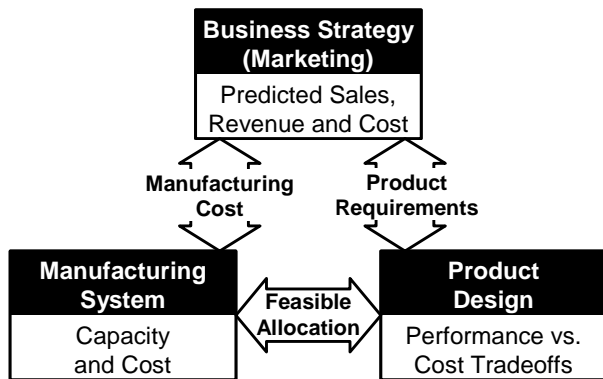 Business Strategy
(Marketing)
Predicted Sales,
Revenue and Cost
Manufacturing
Cost
Product
Requirements
Manufacturing
System
Capacity
and Cost
Feasible
Allocation
Product
Design
Performance vs.
Cost Tradeoffs